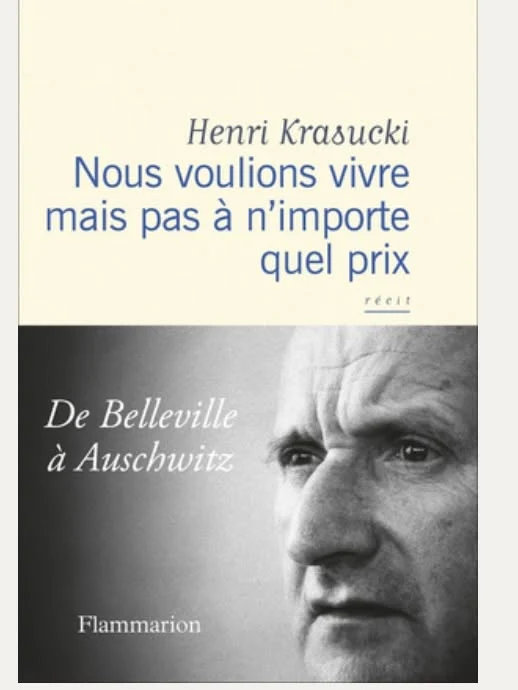 Henri Krasucki
Nous voulions vivre
mais pas à n'importe
quel prix
récit
De Belleville
à Auschwitz
Flammarion